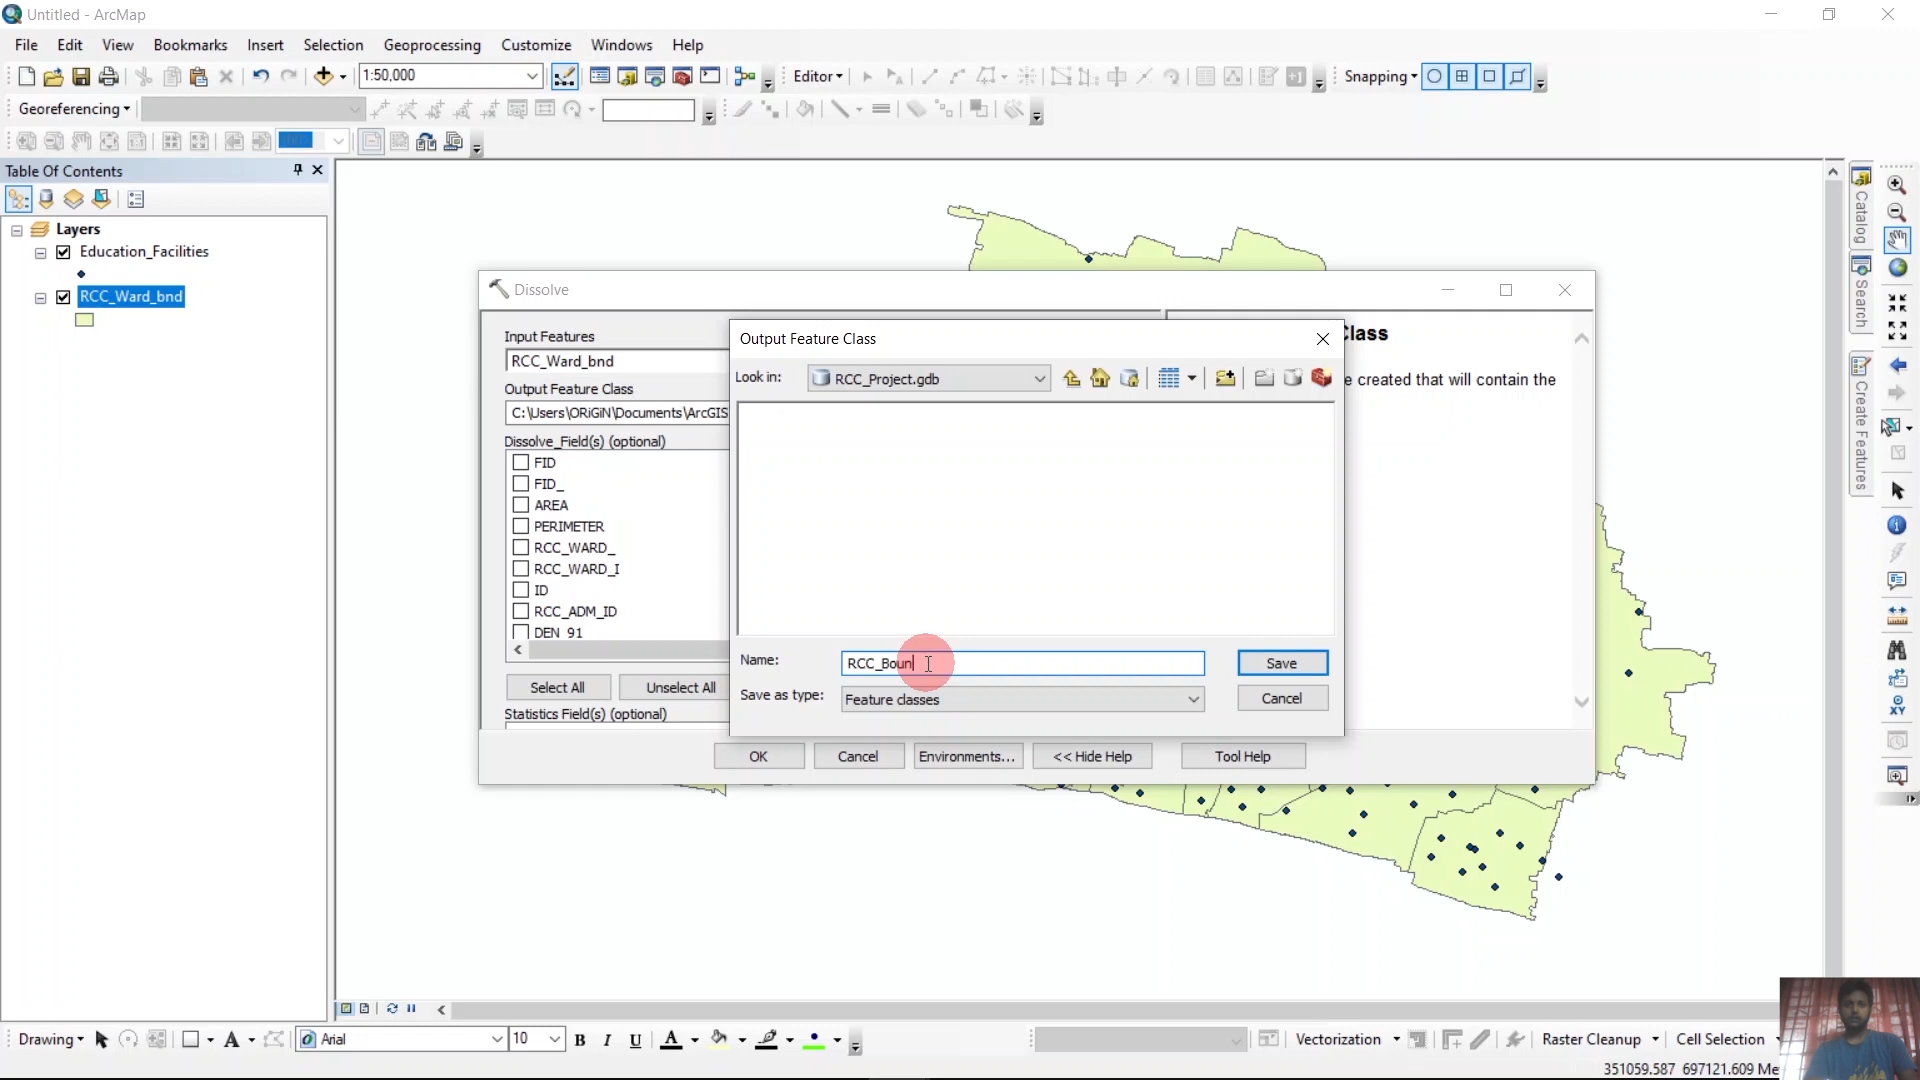 Untitled - ArcMap
File Edit View Bookmarks Insert Selection Geoprocessing Customize Windows Help
1:50,000 Editor Snapping
Georeferencing
Table Of Contents
Layers
Education_Facilities
RCC_Ward_bnd
Dissolve
Input Features
RCC_Ward_bnd
Output Feature Class
C:\Users\ORiGiN\Documents\ArcGIS
Dissolve_Field(s) (optional)
FID
FID_
AREA
PERIMETER
RCC_WARD_
RCC_WARD_I
ID
RCC_ADM_ID
DEN_91
Select All Unselect All
Statistics Field(s) (optional)
OK Cancel Environments... << Hide Help Tool Help
Class
e created that will contain the
Output Feature Class
Look in: RCC_Project.gdb
Name: RCC_Boun Save
Save as type: Feature classes Cancel
Catalog
Search
Create Features
XY
Drawing A Arial 10 B I U A Vectorization Raster Cleanup Cell Selection
351059.587 697121.609 Me